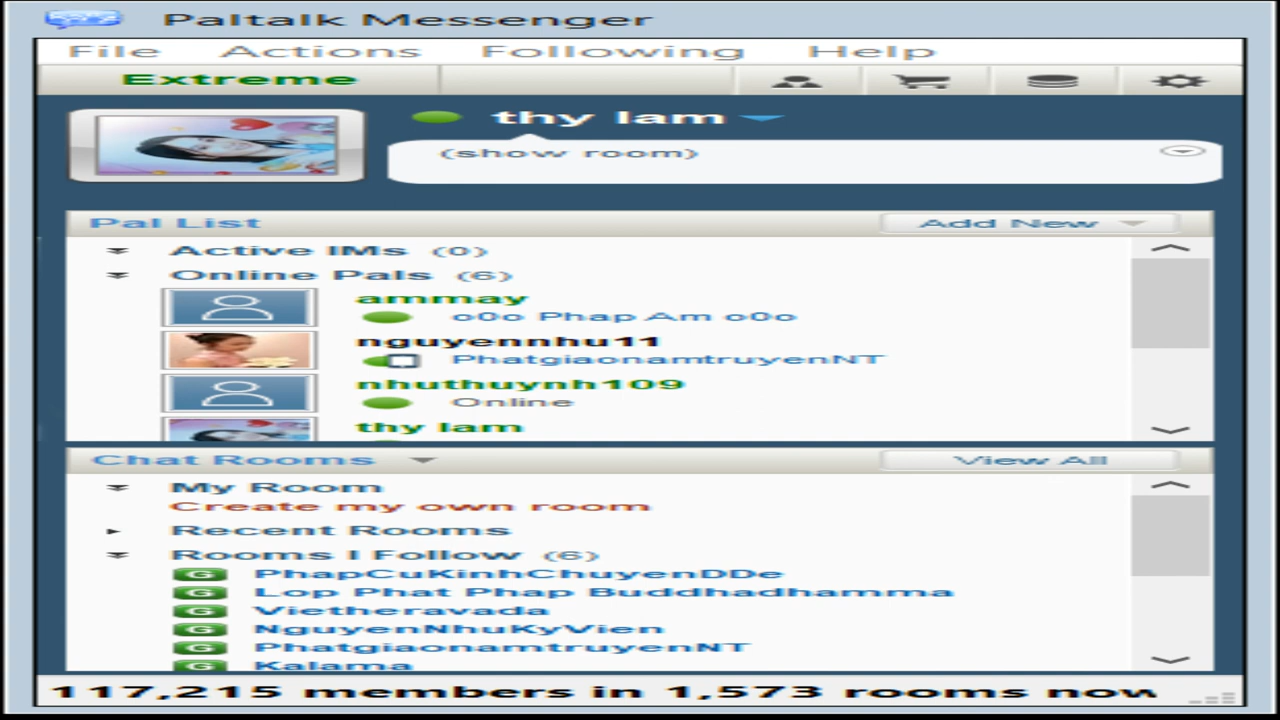 Paltalk Messenger
File Actions Following Help
Extreme
thy lam
(show room)
Pal List Add New
Active IMs (0)
Online Pals (6)
ammay
o0o Phap Am o0o
nguyennhu11
PhatgiaonamtruyenNT
nhuthuynh109
Online
thy lam
Chat Rooms View All
My Room
Create my own room
Recent Rooms
Rooms I Follow (6)
G PhapCuKinhChuyenDDe
G Lop Phat Phap Buddhadhamma
G Vietheravada
G NguyenNhuKyVien
G PhatgiaonamtruyenNT
G Kalama
117,215 members in 1,573 rooms now